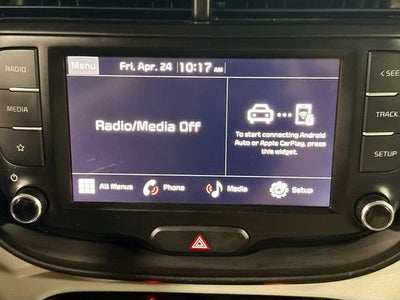 RADIO
MEDIA
Menu
Fri, Apr. 24
10:17 AM
Radio/Media Off
To start connecting Android
Auto or Apple CarPlay, press
this widget.
All Menus
Phone
Media
Setup
< SEE
TRACK
SETUP